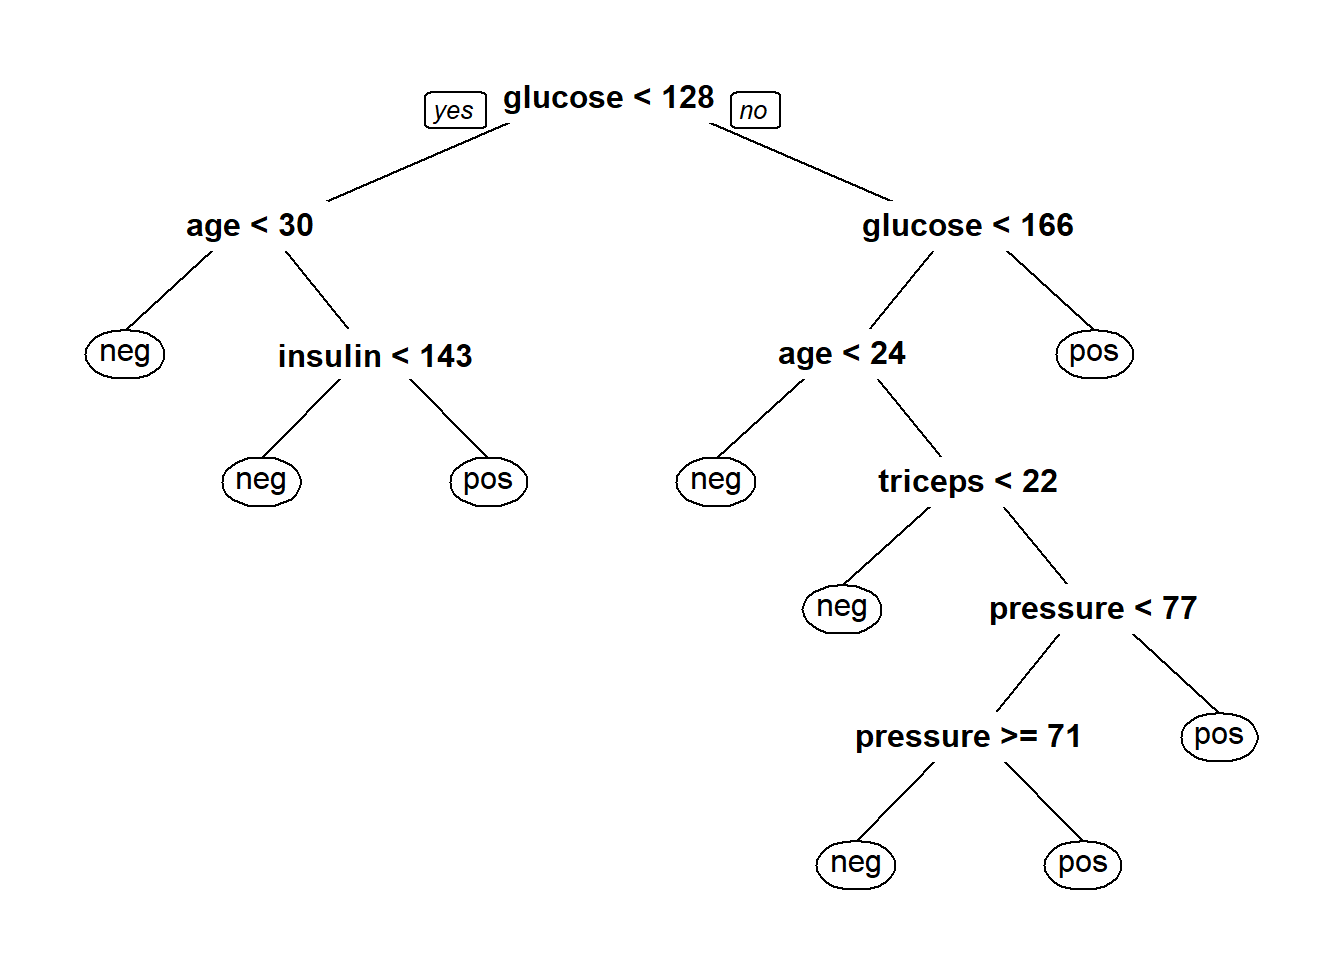 yes glucose < 128 no
age < 30 glucose < 166
neg insulin < 143 age < 24 pos
neg pos neg triceps < 22
neg pressure < 77
pressure >= 71 pos
neg pos